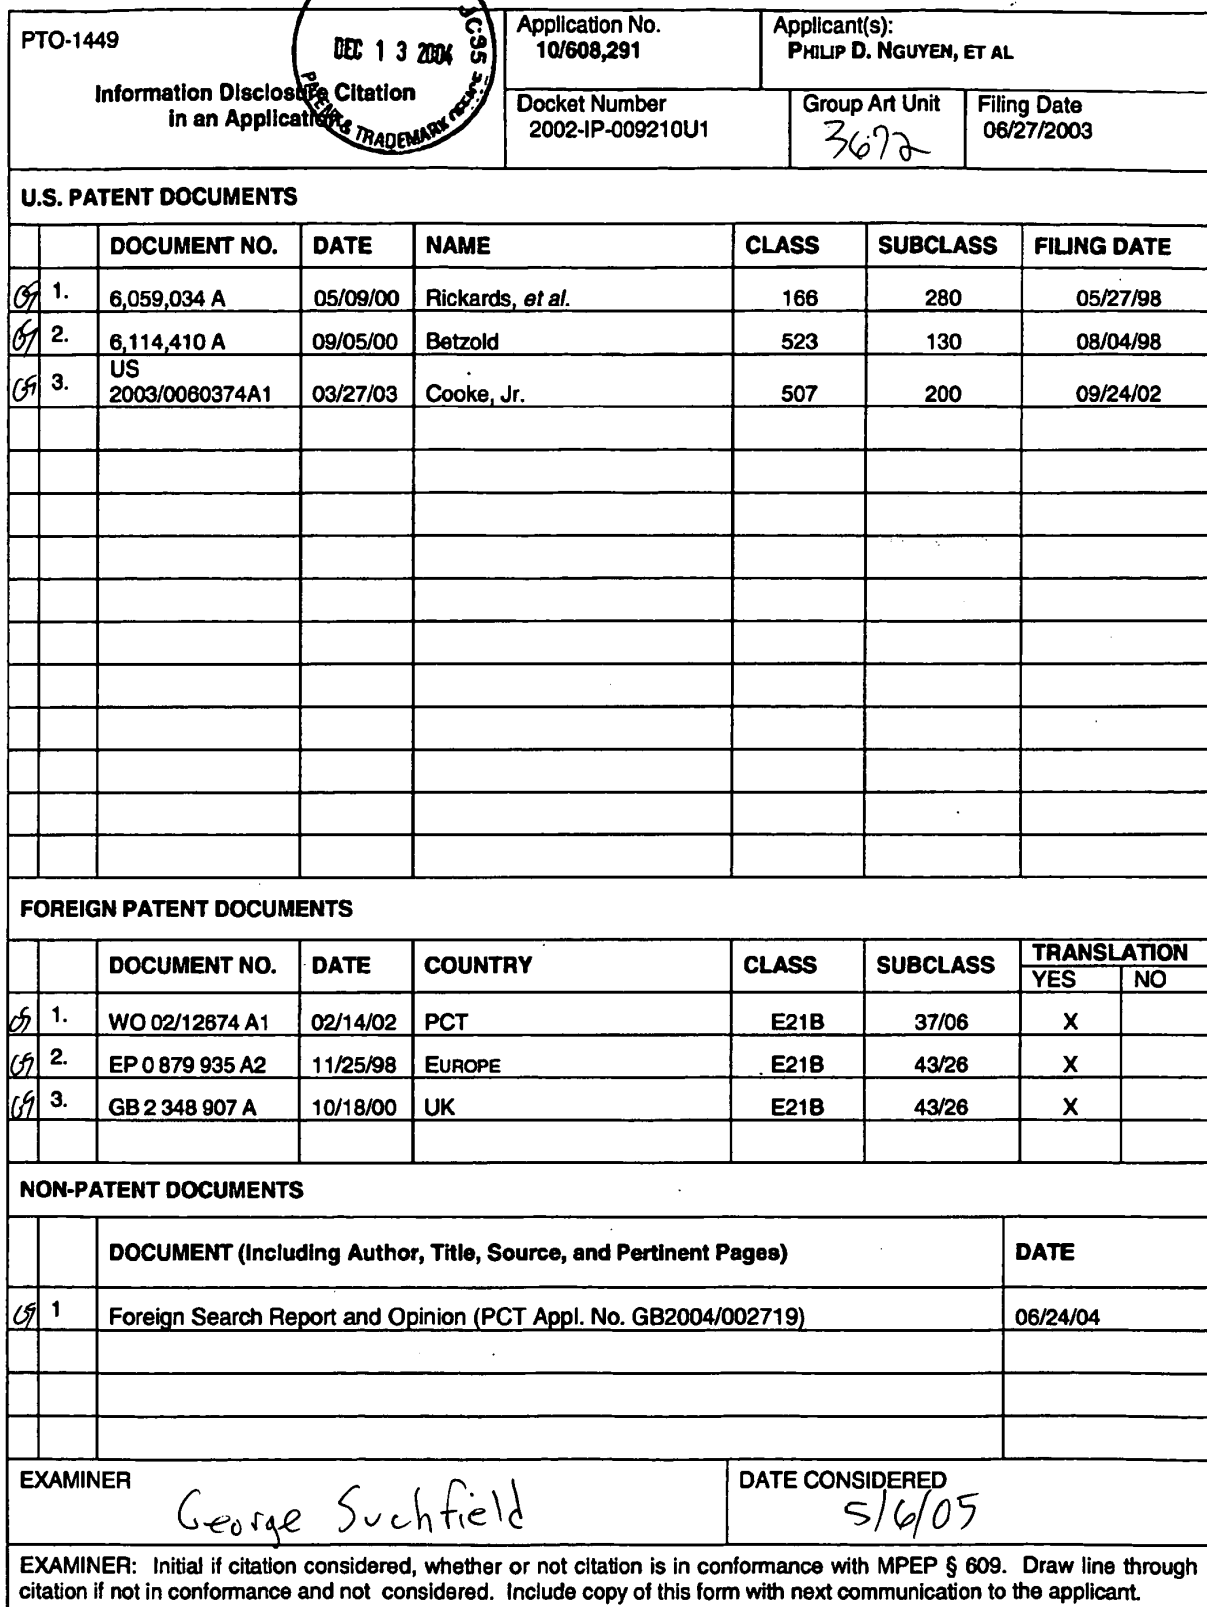 PTO-1449
Information Disclosure Citation
in an Application
DEC 13 2004
PATENT & TRADEMARK
Application No.
10/608,291
Applicant(s):
PHILIP D. NGUYEN, ET AL
Docket Number
2002-IP-009210U1
Group Art Unit
3672
Filing Date
06/27/2003
U.S. PATENT DOCUMENTS
DOCUMENT NO. DATE NAME CLASS SUBCLASS FILING DATE
1. 6,059,034 A 05/09/00 Rickards, et al. 166 280 05/27/98
2. 6,114,410 A 09/05/00 Betzold 523 130 08/04/98
3. US
2003/0060374A1 03/27/03 Cooke, Jr. 507 200 09/24/02
FOREIGN PATENT DOCUMENTS
DOCUMENT NO. DATE COUNTRY CLASS SUBCLASS TRANSLATION
YES NO
1. WO 02/12674 A1 02/14/02 PCT E21B 37/06 X
2. EP 0 879 935 A2 11/25/98 EUROPE E21B 43/26 X
3. GB 2 348 907 A 10/18/00 UK E21B 43/26 X
NON-PATENT DOCUMENTS
DOCUMENT (Including Author, Title, Source, and Pertinent Pages) DATE
1 Foreign Search Report and Opinion (PCT Appl. No. GB2004/002719) 06/24/04
EXAMINER
George Suchfield
DATE CONSIDERED
5/6/05
EXAMINER: Initial if citation considered, whether or not citation is in conformance with MPEP § 609. Draw line through
citation if not in conformance and not considered. Include copy of this form with next communication to the applicant.